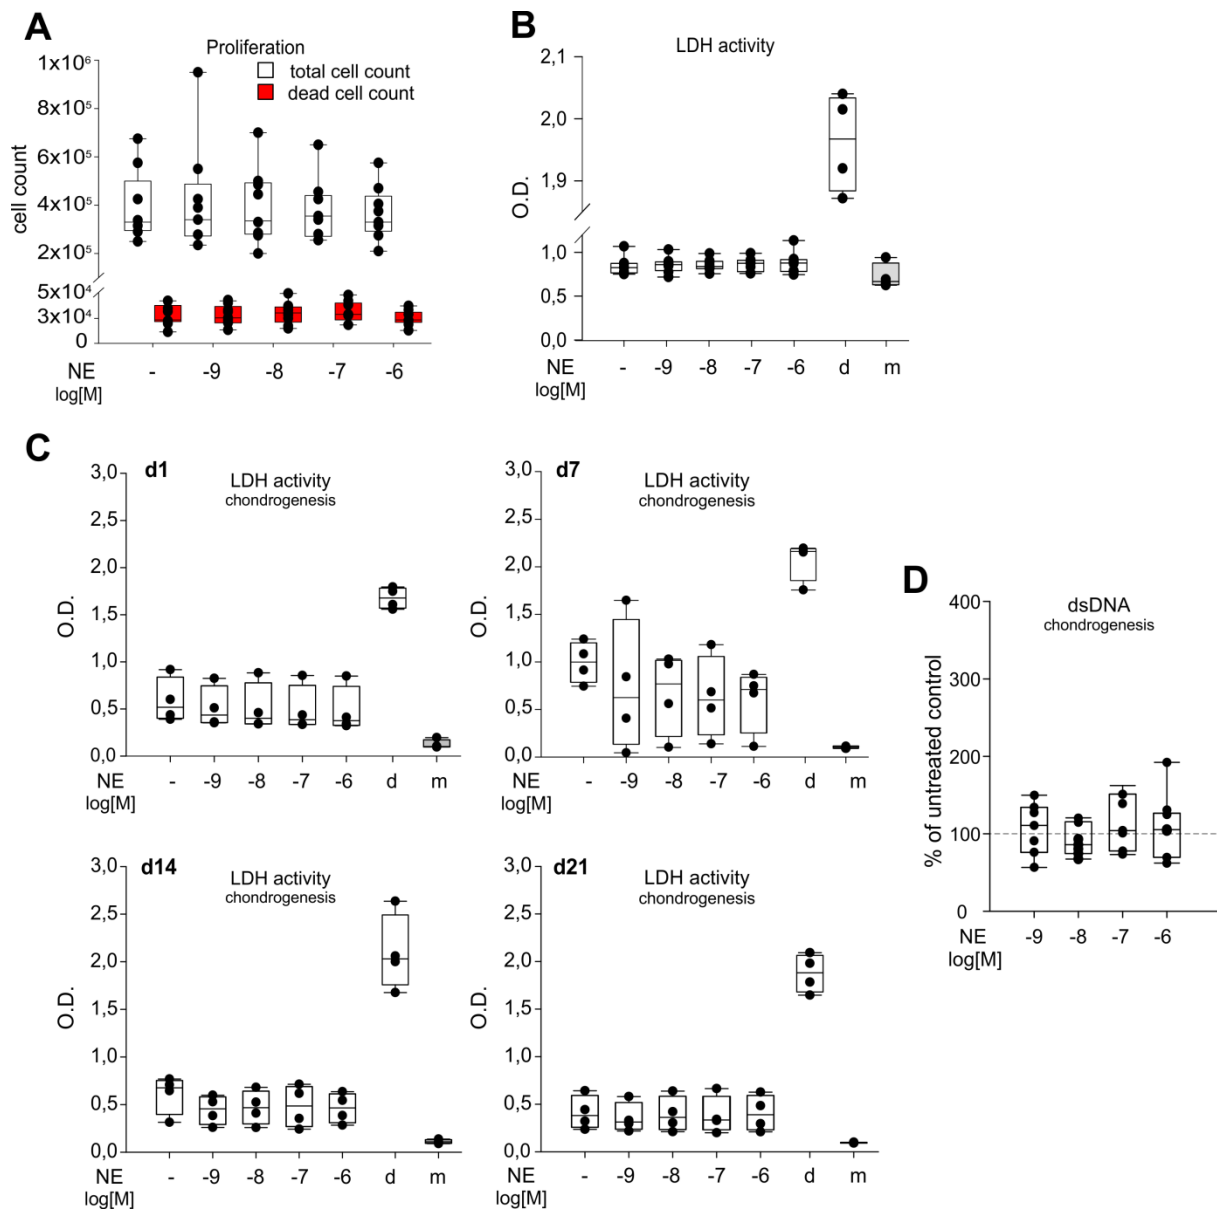 A
Proliferation
total cell count
dead cell count
cell count
1x10⁶
8x10⁵
6x10⁵
4x10⁵
2x10⁵
5x10⁴
3x10⁴
0
NE - -9 -8 -7 -6
log[M]
B
LDH activity
O.D.
2,1
2,0
1,9
1,0
0,5
0,0
- -9 -8 -7 -6 d m
NE
log[M]
C
d1
LDH activity
chondrogenesis
O.D.
3,0
2,5
2,0
1,5
1,0
0,5
0,0
NE - -9 -8 -7 -6 d m
log[M]
d7
LDH activity
chondrogenesis
O.D.
3,0
2,5
2,0
1,5
1,0
0,5
0,0
NE - -9 -8 -7 -6 d m
log[M]
d14
LDH activity
chondrogenesis
O.D.
3,0
2,5
2,0
1,5
1,0
0,5
0,0
NE - -9 -8 -7 -6 d m
log[M]
d21
LDH activity
chondrogenesis
O.D.
3,0
2,5
2,0
1,5
1,0
0,5
0,0
NE - -9 -8 -7 -6 d m
log[M]
D
dsDNA
chondrogenesis
% of untreated control
400
300
200
100
0
NE -9 -8 -7 -6
log[M]